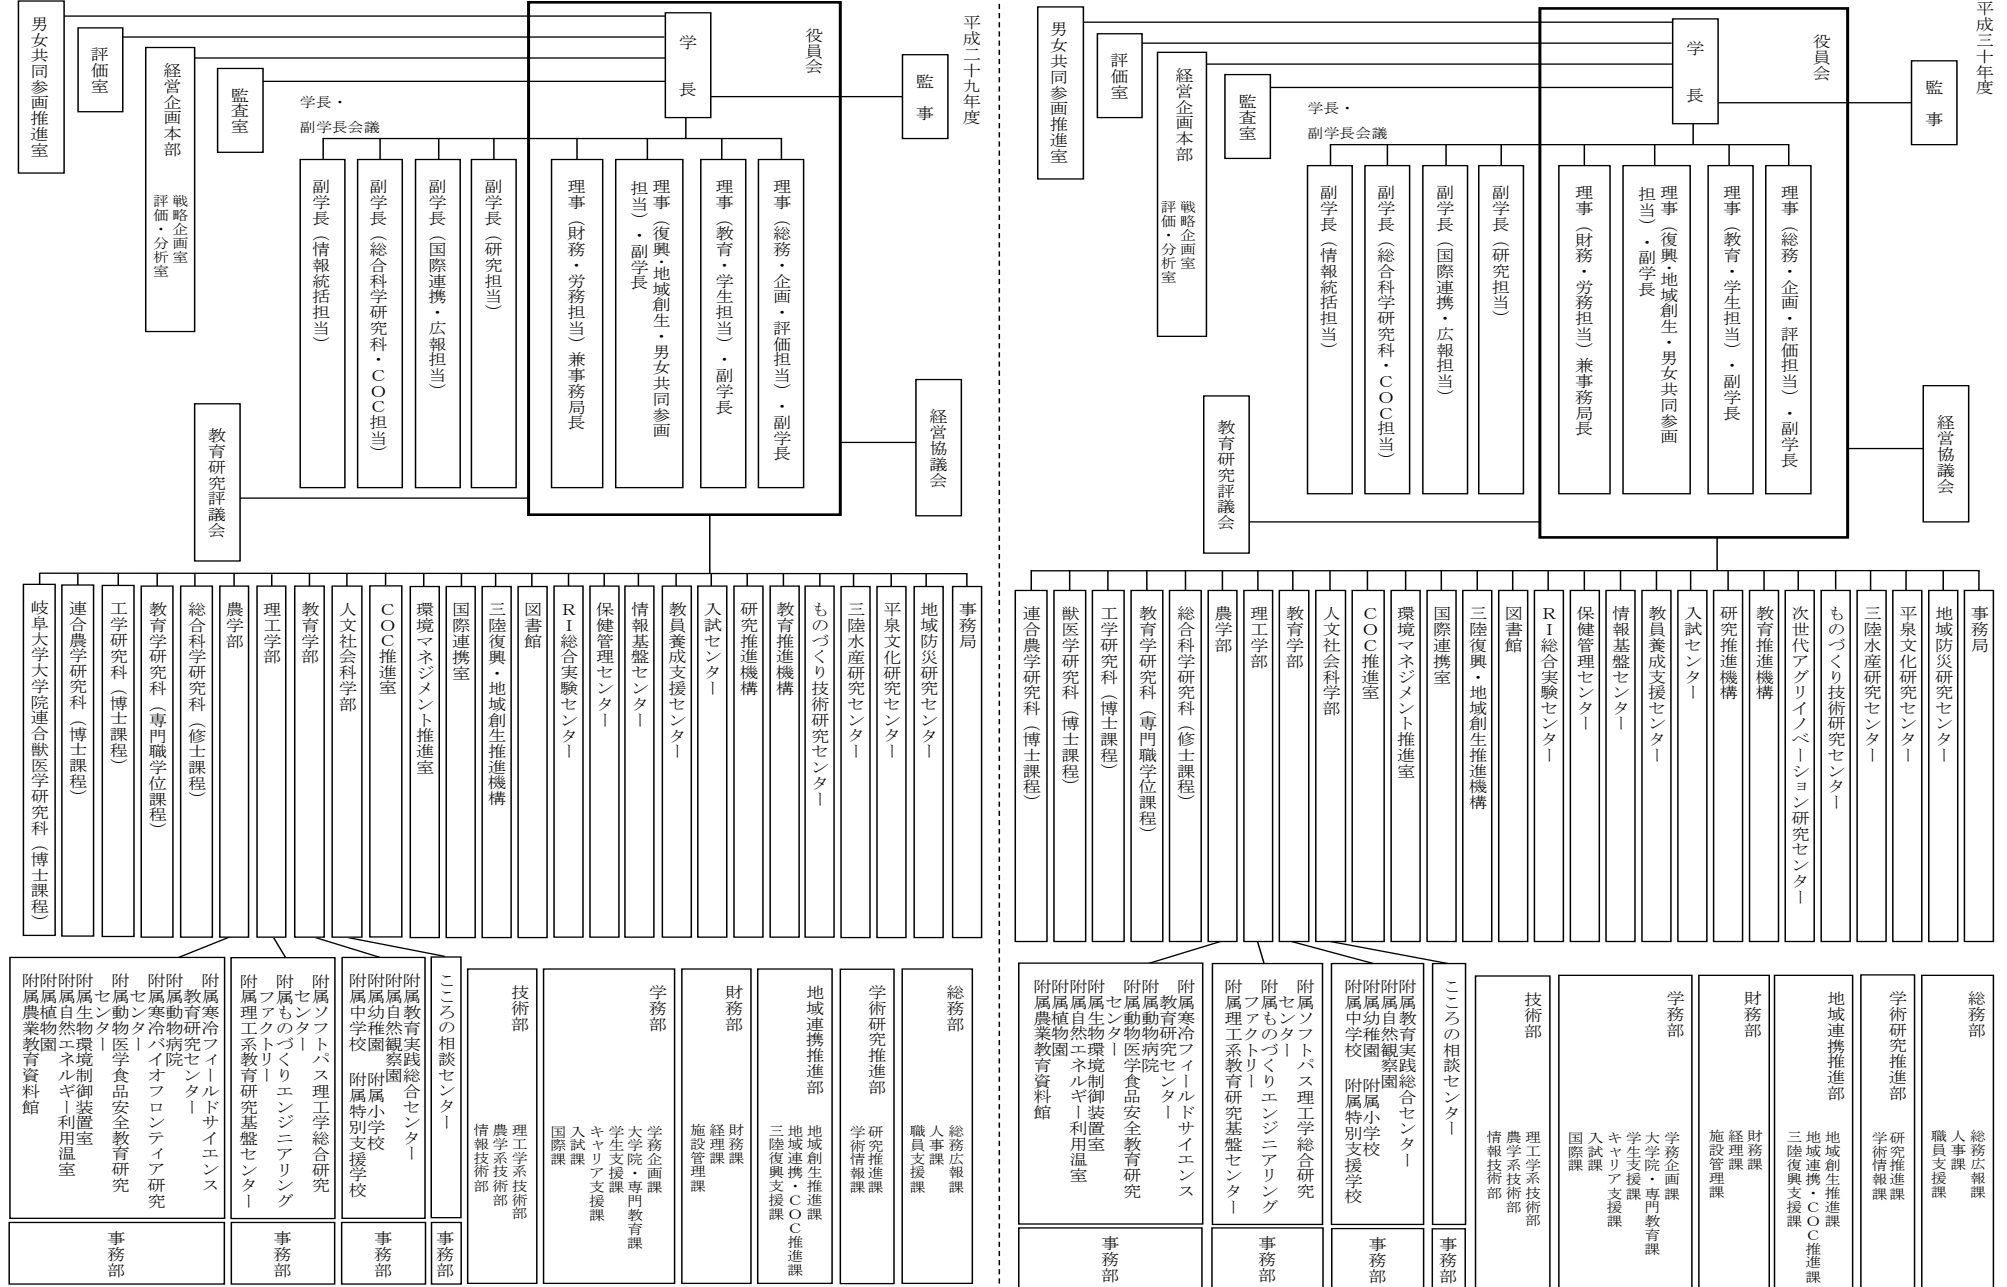 平成三十年度
監事
役員会
学長
男女共同参画推進室
評価室
経営企画本部
戦略企画室
評価・分析室
監査室
学長・
副学長会議
理事（総務・企画・評価担当）・副学長
理事（教育・学生担当）・副学長
理事（復興・地域創生・男女共同参画
担当）・副学長
理事（財務・労務担当）兼事務局長
副学長（研究担当）
副学長（国際連携・広報担当）
副学長（総合科学研究科・COC担当）
副学長（情報統括担当）
経営協議会
教育研究評議会
事務局
地域防災研究センター
平泉文化研究センター
三陸水産研究センター
ものづくり技術研究センター
次世代アグリイノベーション研究センター
教育推進機構
研究推進機構
入試センター
教員養成支援センター
情報基盤センター
保健管理センター
RI総合実験センター
図書館
三陸復興・地域創生推進機構
国際連携室
環境マネジメント推進室
COC推進室
人文社会科学部
教育学部
理工学部
農学部
総合科学研究科（修士課程）
教育学研究科（専門職学位課程）
工学研究科（博士課程）
獣医学研究科（博士課程）
連合農学研究科（博士課程）
総務部
総務広報課
人事課
職員支援課
学術研究推進部
研究推進課
学術情報課
地域連携推進部
地域創生推進課
地域連携・COC推進課
三陸復興支援課
財務部
財務課
経理課
施設管理課
学務部
学務企画課
大学院・専門教育課
学生支援課
キャリア支援課
入試課
国際課
技術部
理工学系技術部
農学系技術部
情報技術部
こころの相談センター
事務部
附属教育実践総合センター
附属自然観察園
附属幼稚園　附属小学校
附属中学校　附属特別支援学校
事務部
附属ソフトパス理工学総合研究
センター
附属ものづくりエンジニアリング
ファクトリー
附属理工系教育研究基盤センター
事務部
附属寒冷フィールドサイエンス
教育研究センター
附属動物病院
附属動物医学食品安全教育研究
センター
附属生物環境制御装置室
附属自然エネルギー利用温室
附属植物園
附属農業教育資料館
事務部
平成二十九年度
監事
役員会
学長
男女共同参画推進室
評価室
経営企画本部
戦略企画室
評価・分析室
監査室
学長・
副学長会議
理事（総務・企画・評価担当）・副学長
理事（教育・学生担当）・副学長
理事（復興・地域創生・男女共同参画
担当）・副学長
理事（財務・労務担当）兼事務局長
副学長（研究担当）
副学長（国際連携・広報担当）
副学長（総合科学研究科・COC担当）
副学長（情報統括担当）
経営協議会
教育研究評議会
事務局
地域防災研究センター
平泉文化研究センター
三陸水産研究センター
ものづくり技術研究センター
教育推進機構
研究推進機構
入試センター
教員養成支援センター
情報基盤センター
保健管理センター
RI総合実験センター
図書館
三陸復興・地域創生推進機構
国際連携室
環境マネジメント推進室
COC推進室
人文社会科学部
教育学部
理工学部
農学部
総合科学研究科（修士課程）
教育学研究科（専門職学位課程）
工学研究科（博士課程）
連合農学研究科（博士課程）
岐阜大学大学院連合獣医学研究科（博士課程）
総務部
総務広報課
人事課
職員支援課
学術研究推進部
研究推進課
学術情報課
地域連携推進部
地域創生推進課
地域連携・COC推進課
三陸復興支援課
財務部
財務課
経理課
施設管理課
学務部
学務企画課
大学院・専門教育課
学生支援課
キャリア支援課
入試課
国際課
技術部
理工学系技術部
農学系技術部
情報技術部
こころの相談センター
事務部
附属教育実践総合センター
附属自然観察園
附属幼稚園　附属小学校
附属中学校　附属特別支援学校
事務部
附属ソフトパス理工学総合研究
センター
附属ものづくりエンジニアリング
ファクトリー
附属理工系教育研究基盤センター
事務部
附属寒冷フィールドサイエンス
教育研究センター
附属動物病院
附属寒冷バイオフロンティア研究
センター
附属動物医学食品安全教育研究
センター
附属生物環境制御装置室
附属自然エネルギー利用温室
附属植物園
附属農業教育資料館
事務部